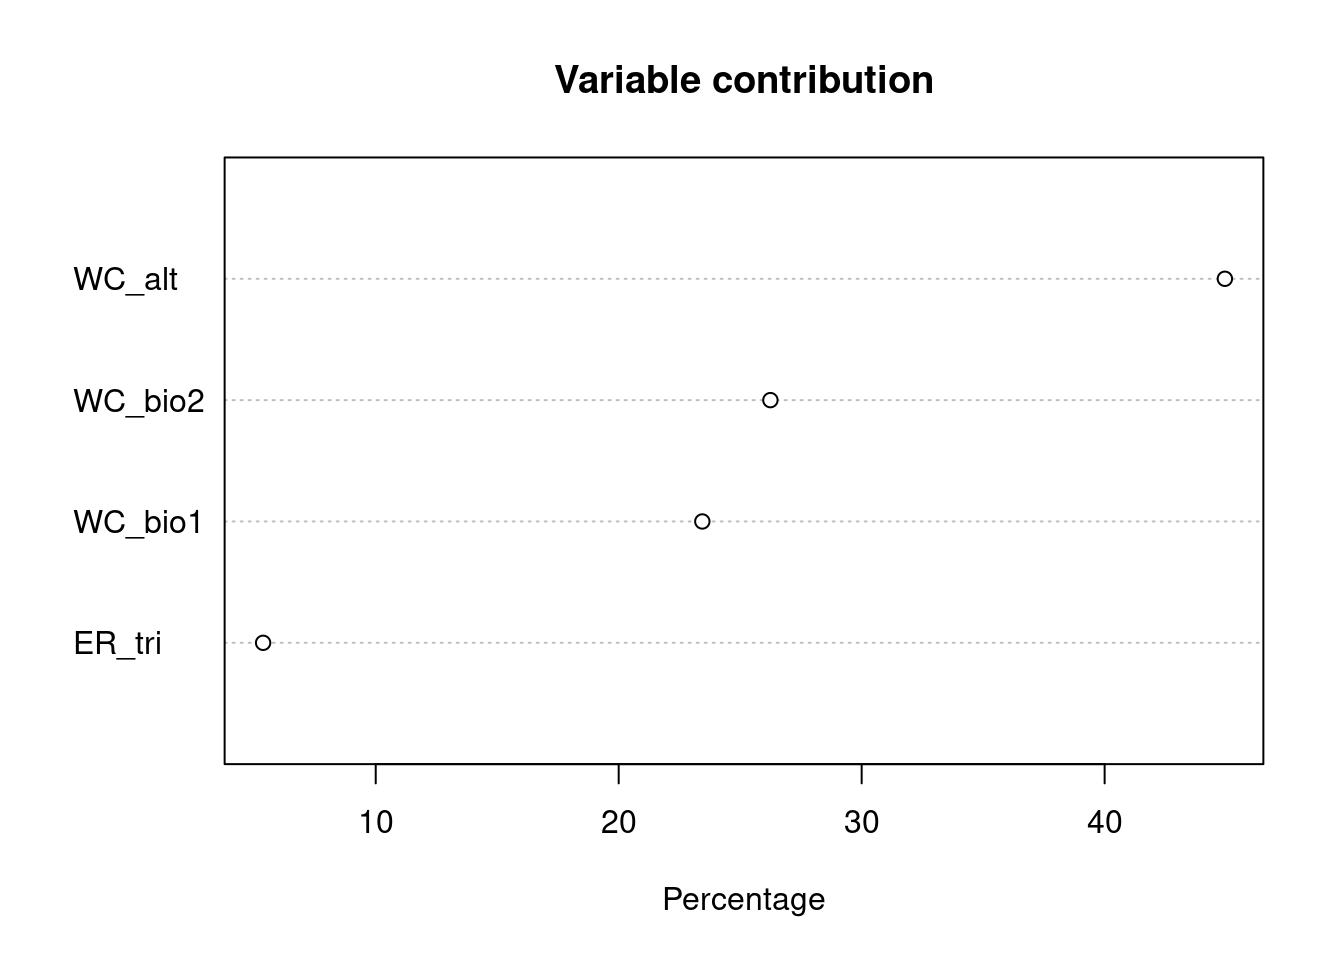 Variable contribution
WC_alt
WC_bio2
WC_bio1
ER_tri
10 20 30 40
Percentage